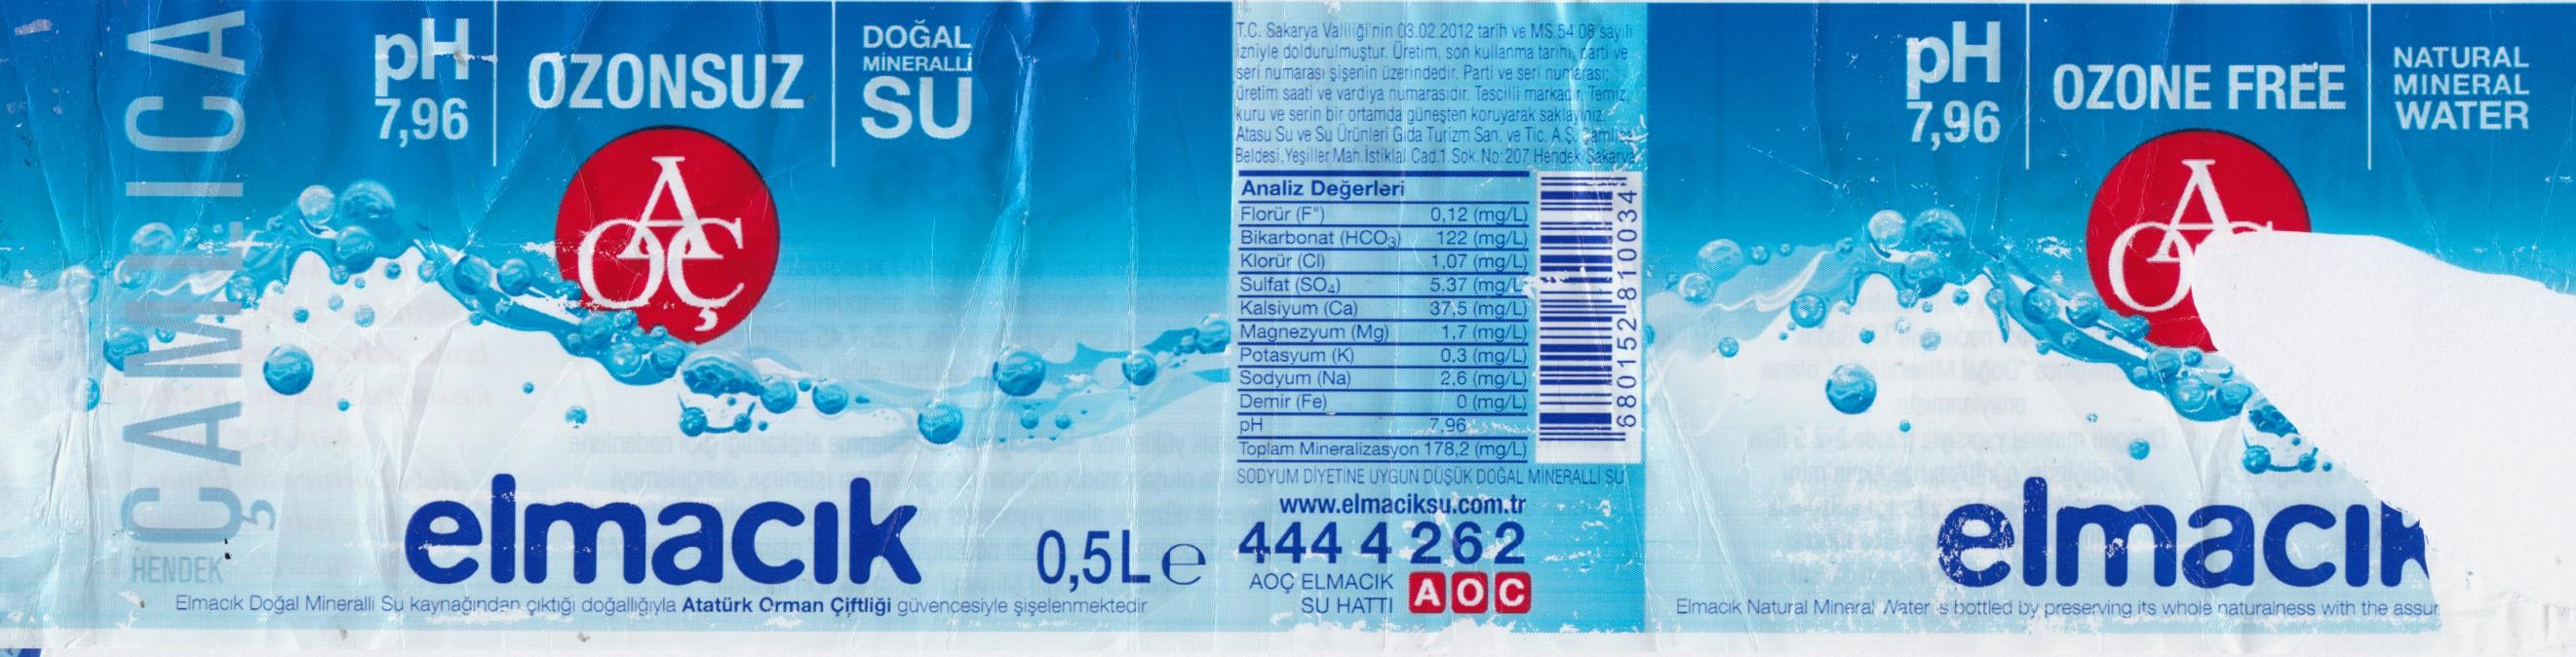 ÇAMLICA
HENDEK
pH
7,96
OZONSUZ
DOĞAL
MİNERALLİ
SU
AOÇ
elmacık
0,5L e
Elmacık Doğal Mineralli Su kaynağından çıktığı doğallığıyla Atatürk Orman Çiftliği güvencesiyle şişelenmektedir
T.C. Sakarya Valiliği'nin 03.02.2012 tarih ve MS.54.08 sayılı
izniyle doldurulmuştur. Üretim, son kullanma tarihi, parti ve
seri numarası şişenin üzerindedir. Parti ve seri numarası;
üretim saati ve vardiya numarasıdır. Tescilli markadır. Temiz,
kuru ve serin bir ortamda güneşten koruyarak saklayınız.
Atasu Su ve Su Ürünleri Gıda Turizm San. ve Tic. A.Ş. Çamlıca
Beldesi, Yeşiller Mah. İstiklal Cad.1.Sok. No: 207 Hendek/Sakarya
Analiz Değerleri
Florür (F") 0,12 (mg/L)
Bikarbonat (HCO3) 122 (mg/L)
Klorür (Cl) 1,07 (mg/L)
Sulfat (SO4) 5.37 (mg/L)
Kalsiyum (Ca) 37,5 (mg/L)
Magnezyum (Mg) 1,7 (mg/L)
Potasyum (K) 0,3 (mg/L)
Sodyum (Na) 2,6 (mg/L)
Demir (Fe) 0 (mg/L)
pH 7,96
Toplam Mineralizasyon 178,2 (mg/L)
6801528100034
SODYUM DİYETİNE UYGUN DÜŞÜK DOĞAL MİNERALLİ SU
www.elmaciksu.com.tr
444 4 262
AOÇ ELMACIK
SU HATTI
AOC
pH
7,96
OZONE FREE
NATURAL
MINERAL
WATER
elmacık
Elmacık Natural Mineral Water is bottled by preserving its whole naturalness with the assur